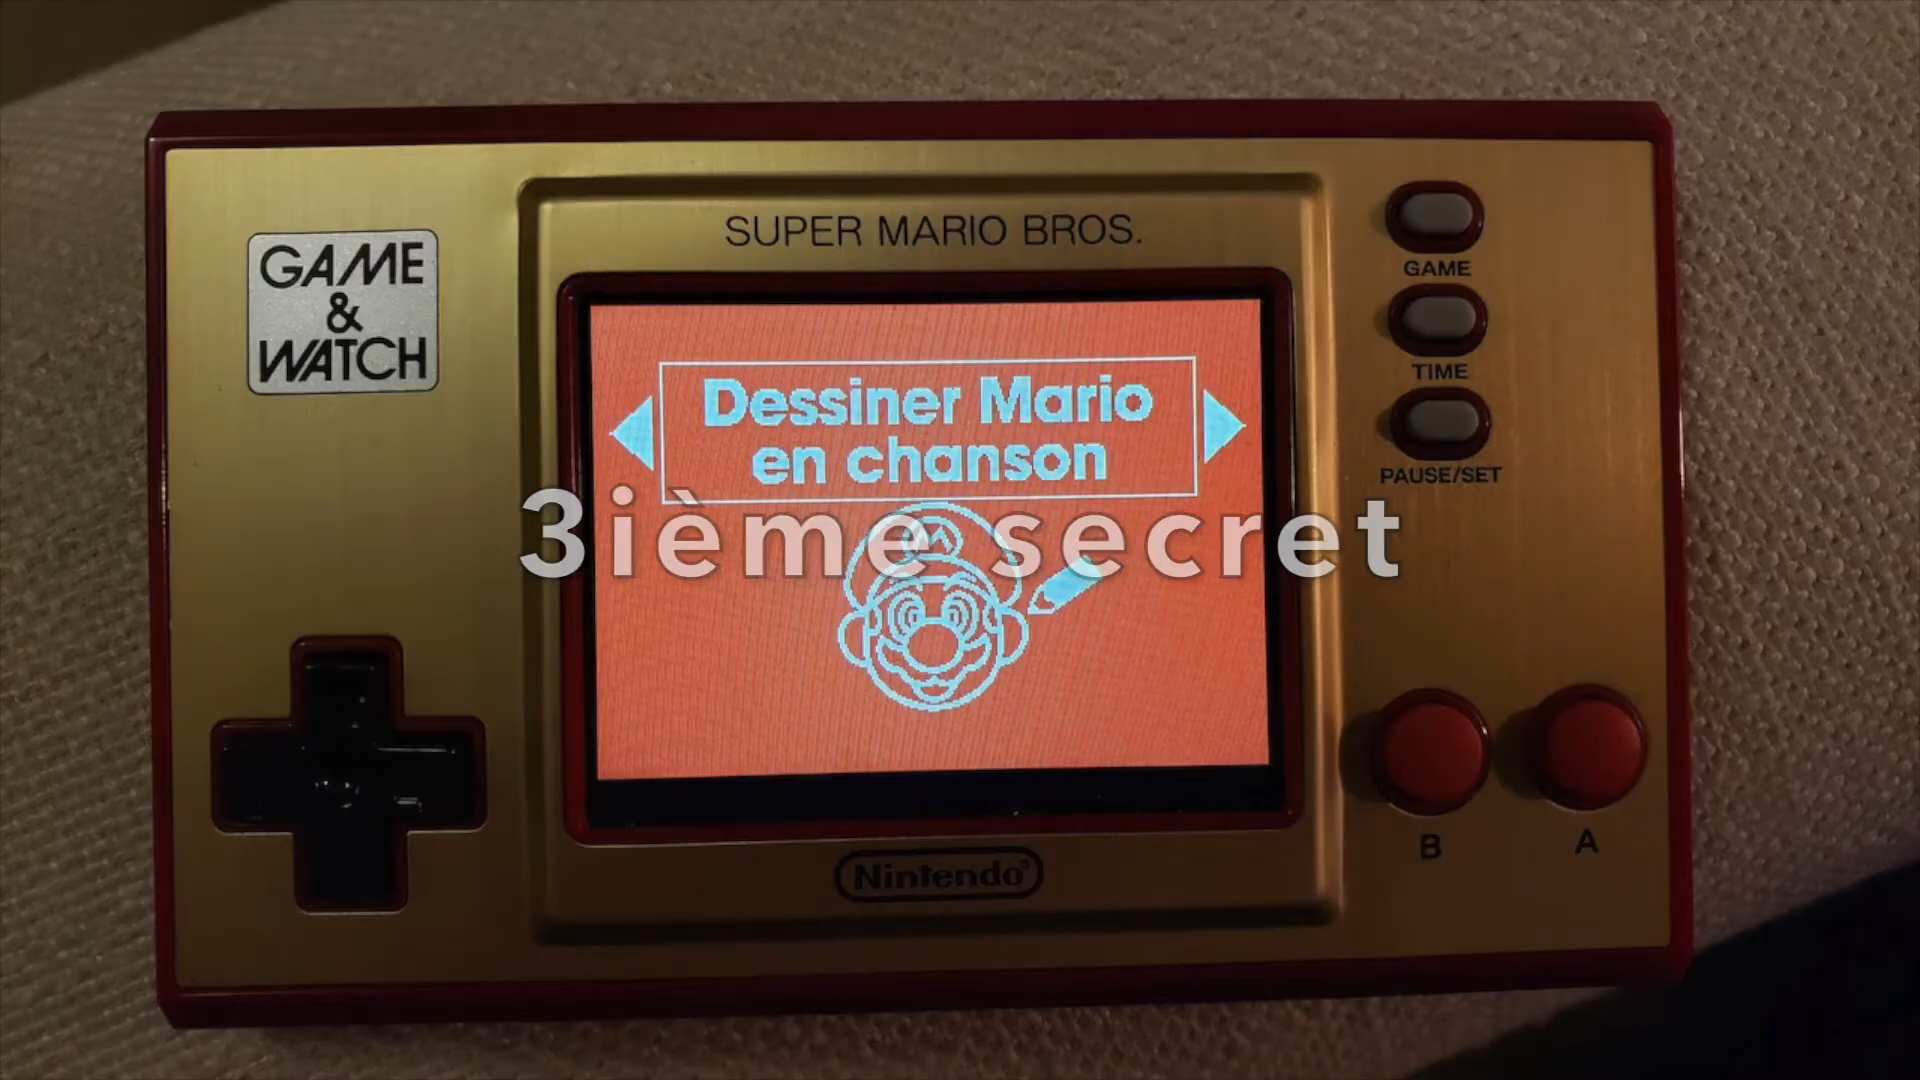 SUPER MARIO BROS.
GAME
&
WATCH
GAME
TIME
PAUSE/SET
Dessiner Mario
en chanson
3ième secret
M
B
A
Nintendo®